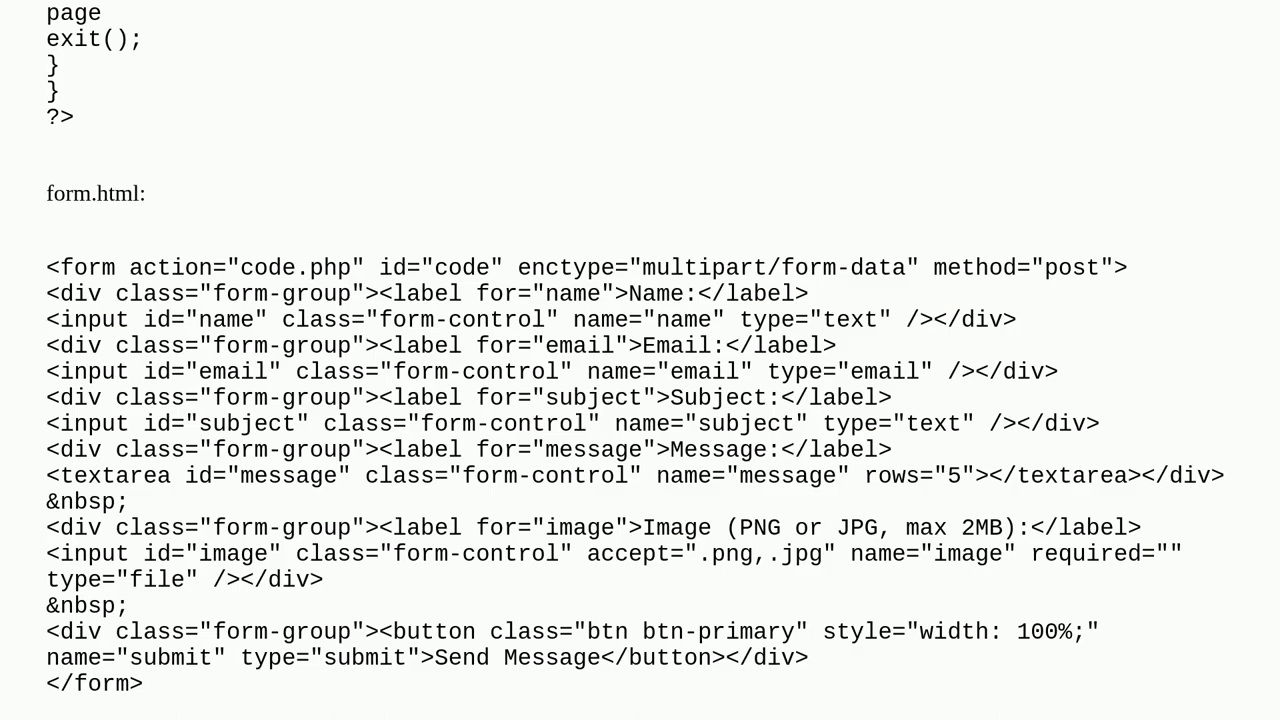 page
exit();
}
}
?>
form.html:
<form action="code.php" id="code" enctype="multipart/form-data" method="post">
<div class="form-group"><label for="name">Name:</label>
<input id="name" class="form-control" name="name" type="text" /></div>
<div class="form-group"><label for="email">Email:</label>
<input id="email" class="form-control" name="email" type="email" /></div>
<div class="form-group"><label for="subject">Subject:</label>
<input id="subject" class="form-control" name="subject" type="text" /></div>
<div class="form-group"><label for="message">Message:</label>
<textarea id="message" class="form-control" name="message" rows="5"></textarea></div>
&nbsp;
<div class="form-group"><label for="image">Image (PNG or JPG, max 2MB):</label>
<input id="image" class="form-control" accept=".png,.jpg" name="image" required=""
type="file" /></div>
&nbsp;
<div class="form-group"><button class="btn btn-primary" style="width: 100%;"
name="submit" type="submit">Send Message</button></div>
</form>